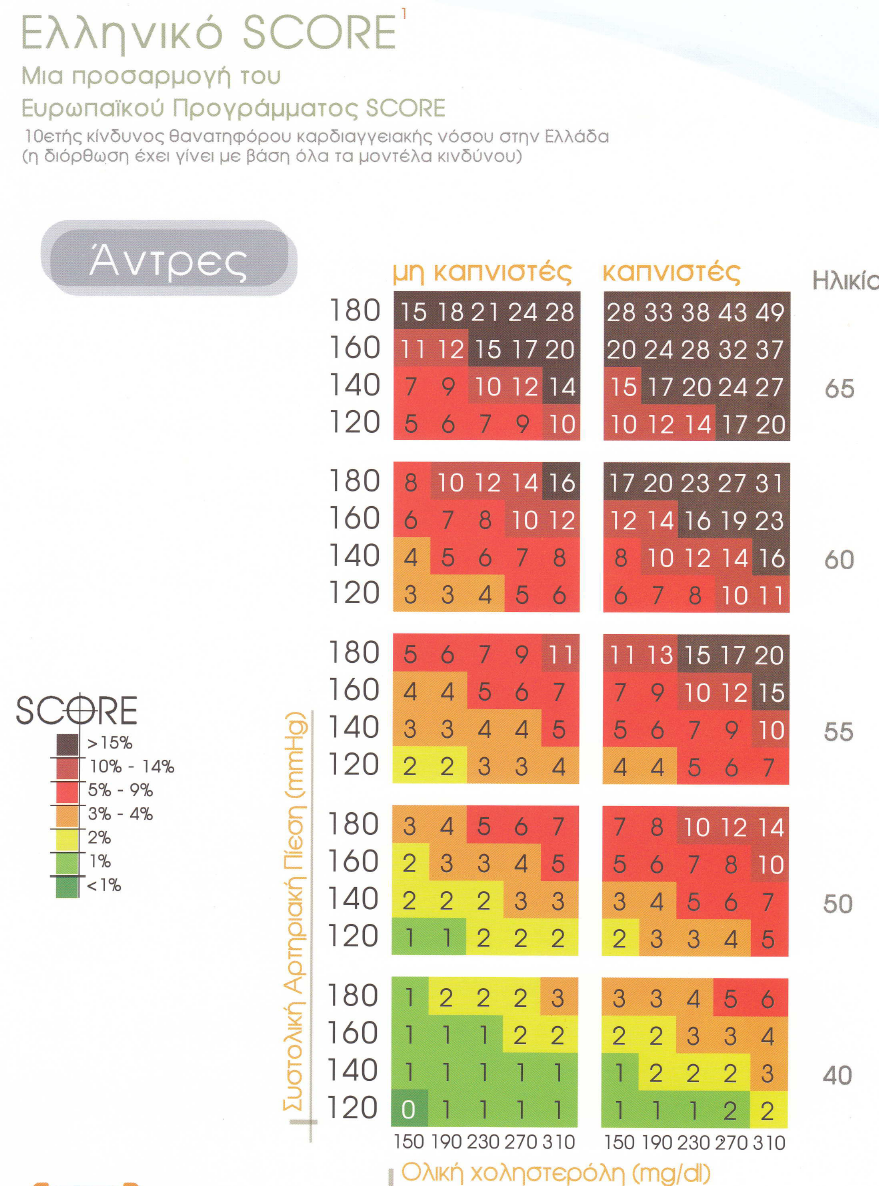 Ελληνικό SCORE1
Μια προσαρμογή του
Ευρωπαϊκού Προγράμματος SCORE
10ετής κίνδυνος θανατηφόρου καρδιαγγειακής νόσου στην Ελλάδα
(η διόρθωση έχει γίνει με βάση όλα τα μοντέλα κινδύνου)
Άντρες
μη καπνιστές καπνιστές Ηλικίο
180 15 18 21 24 28 28 33 38 43 49
160 11 12 15 17 20 20 24 28 32 37
140 7 9 10 12 14 15 17 20 24 27 65
120 5 6 7 9 10 10 12 14 17 20
180 8 10 12 14 16 17 20 23 27 31
160 6 7 8 10 12 12 14 16 19 23
140 4 5 6 7 8 8 10 12 14 16 60
120 3 3 4 5 6 6 7 8 10 11
180 5 6 7 9 11 11 13 15 17 20
160 4 4 5 6 7 7 9 10 12 15
140 3 3 4 4 5 5 6 7 9 10 55
120 2 2 3 3 4 4 4 5 6 7
180 3 4 5 6 7 7 8 10 12 14
160 2 3 3 4 5 5 6 7 8 10
140 2 2 2 3 3 3 4 5 6 7 50
120 1 1 2 2 2 2 3 3 4 5
180 1 2 2 2 3 3 3 4 5 6
160 1 1 1 2 2 2 2 3 3 4
140 1 1 1 1 1 1 2 2 2 3 40
120 0 1 1 1 1 1 1 1 2 2
150 190 230 270 310 150 190 230 270 310
Ολική χοληστερόλη (mg/dl)
Συστολική Αρτηριακή Πίεση (mmHg)
SCORE
>15%
10% - 14%
5% - 9%
3% - 4%
2%
1%
<1%